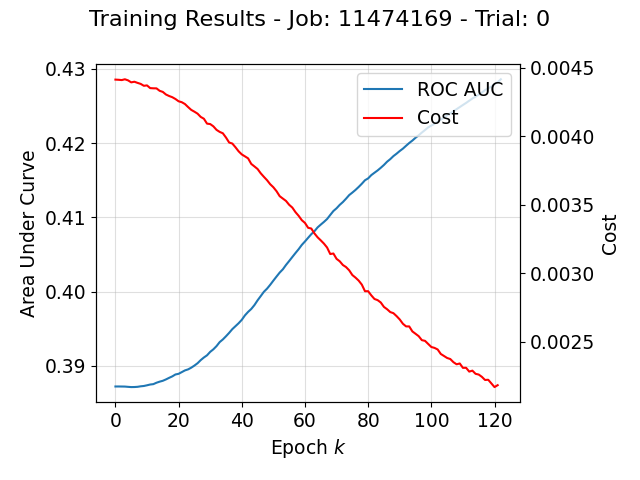 Training Results - Job: 11474169 - Trial: 0
0.43
0.42
0.41
0.40
0.39
Area Under Curve
ROC AUC
Cost
0.0045
0.0040
0.0035
0.0030
0.0025
Cost
0 20 40 60 80 100 120
Epoch k